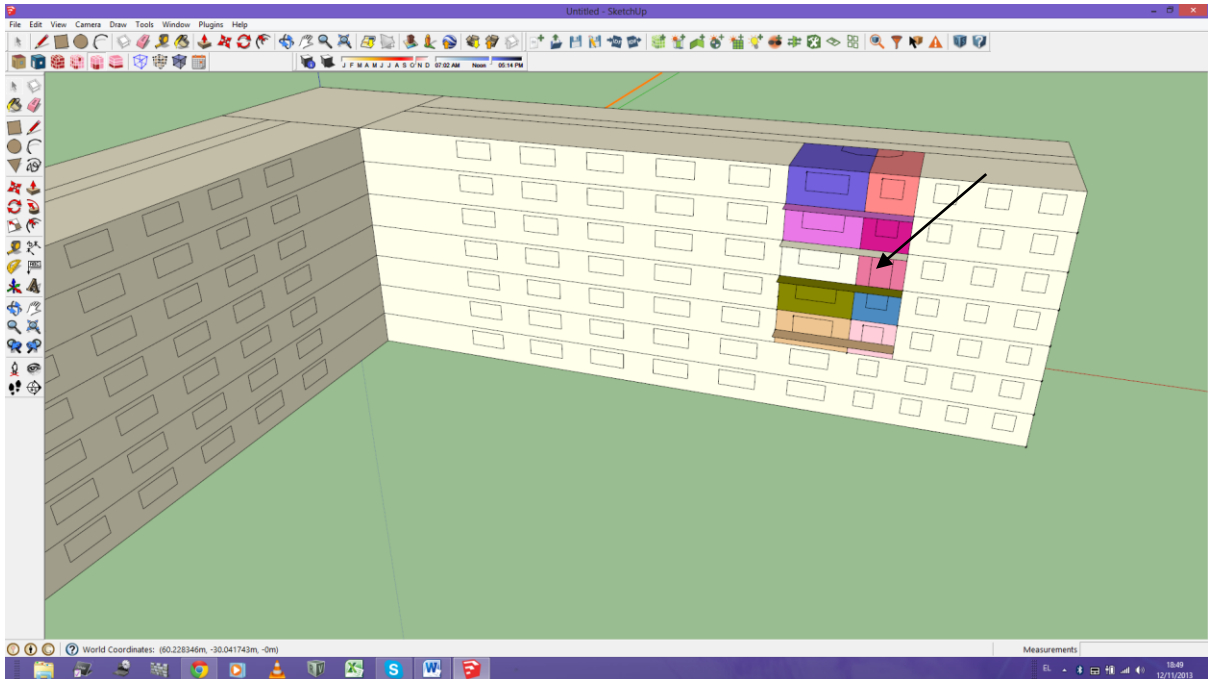 Untitled - SketchUp
File Edit View Camera Draw Tools Window Plugins Help
J F M A M J J A S O N D 07:02 AM Noon 05:14 PM
World Coordinates: (60.228346m, -30.041743m, -0m)
Measurements
EL
18:49
12/11/2013